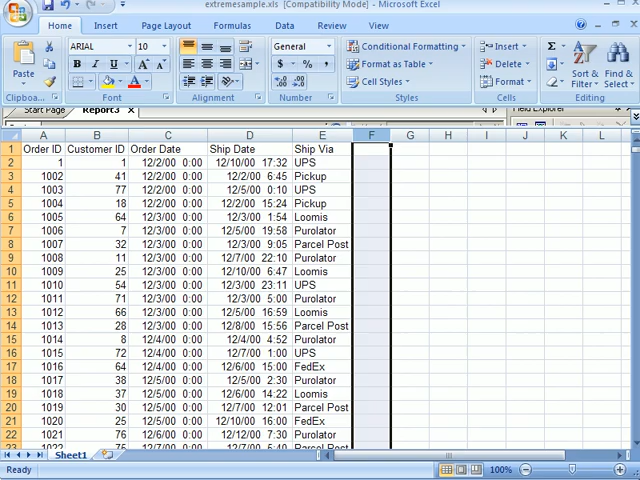 extremesample.xls [Compatibility Mode] - Microsoft Excel
Home Insert Page Layout Formulas Data Review View
ARIAL 10 General Conditional Formatting Insert Σ
Paste B I U $ % , Format as Table Delete Sort & Filter Find & Select
A Cell Styles Format
Clipboa... Font Alignment Number Styles Cells Editing
Start Page Report3 × Field Explorer
A B C D E F G H I J K L
1 Order ID Customer ID Order Date Ship Date Ship Via
2 1 1 12/2/00 0:00 12/10/00 17:32 UPS
3 1002 41 12/2/00 0:00 12/2/00 6:45 Pickup
4 1003 77 12/2/00 0:00 12/5/00 0:10 UPS
5 1004 18 12/2/00 0:00 12/2/00 15:24 Pickup
6 1005 64 12/3/00 0:00 12/3/00 1:54 Loomis
7 1006 7 12/3/00 0:00 12/5/00 19:58 Purolator
8 1007 32 12/3/00 0:00 12/3/00 9:05 Parcel Post
9 1008 11 12/3/00 0:00 12/7/00 22:10 Purolator
10 1009 25 12/3/00 0:00 12/10/00 6:47 Loomis
11 1010 54 12/3/00 0:00 12/3/00 23:11 UPS
12 1011 71 12/3/00 0:00 12/3/00 5:00 Purolator
13 1012 66 12/3/00 0:00 12/5/00 16:59 Loomis
14 1013 28 12/3/00 0:00 12/8/00 15:56 Parcel Post
15 1014 8 12/4/00 0:00 12/4/00 4:52 Purolator
16 1015 72 12/4/00 0:00 12/7/00 1:00 UPS
17 1016 64 12/4/00 0:00 12/6/00 15:00 FedEx
18 1017 38 12/5/00 0:00 12/5/00 2:30 Purolator
19 1018 37 12/5/00 0:00 12/6/00 14:22 Loomis
20 1019 30 12/5/00 0:00 12/7/00 12:01 Parcel Post
21 1020 25 12/5/00 0:00 12/10/00 16:00 FedEx
22 1021 76 12/6/00 0:00 12/12/00 7:30 Purolator
23 1022 75 12/7/00 0:00 12/7/00 5:40 Parcel Post
Sheet1
Ready 100%